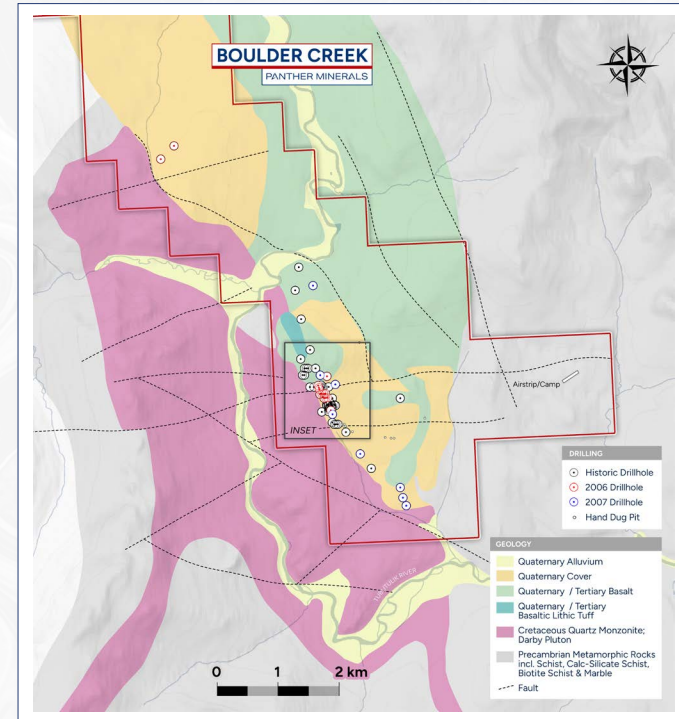 BOULDER CREEK
PANTHER MINERALS
Airstrip/Camp
INSET
DRILLING
Historic Drillhole
2006 Drillhole
2007 Drillhole
Hand Dug Pit
GEOLOGY
Quaternary Alluvium
Quaternary Cover
Quaternary / Tertiary Basalt
Quaternary / Tertiary
Basaltic Lithic Tuff
Cretaceous Quartz Monzonite;
Darby Pluton
Precambrian Metamorphic Rocks
incl. Schist, Calc-Silicate Schist,
Biotite Schist & Marble
Fault
RIVER
0 1 2 km